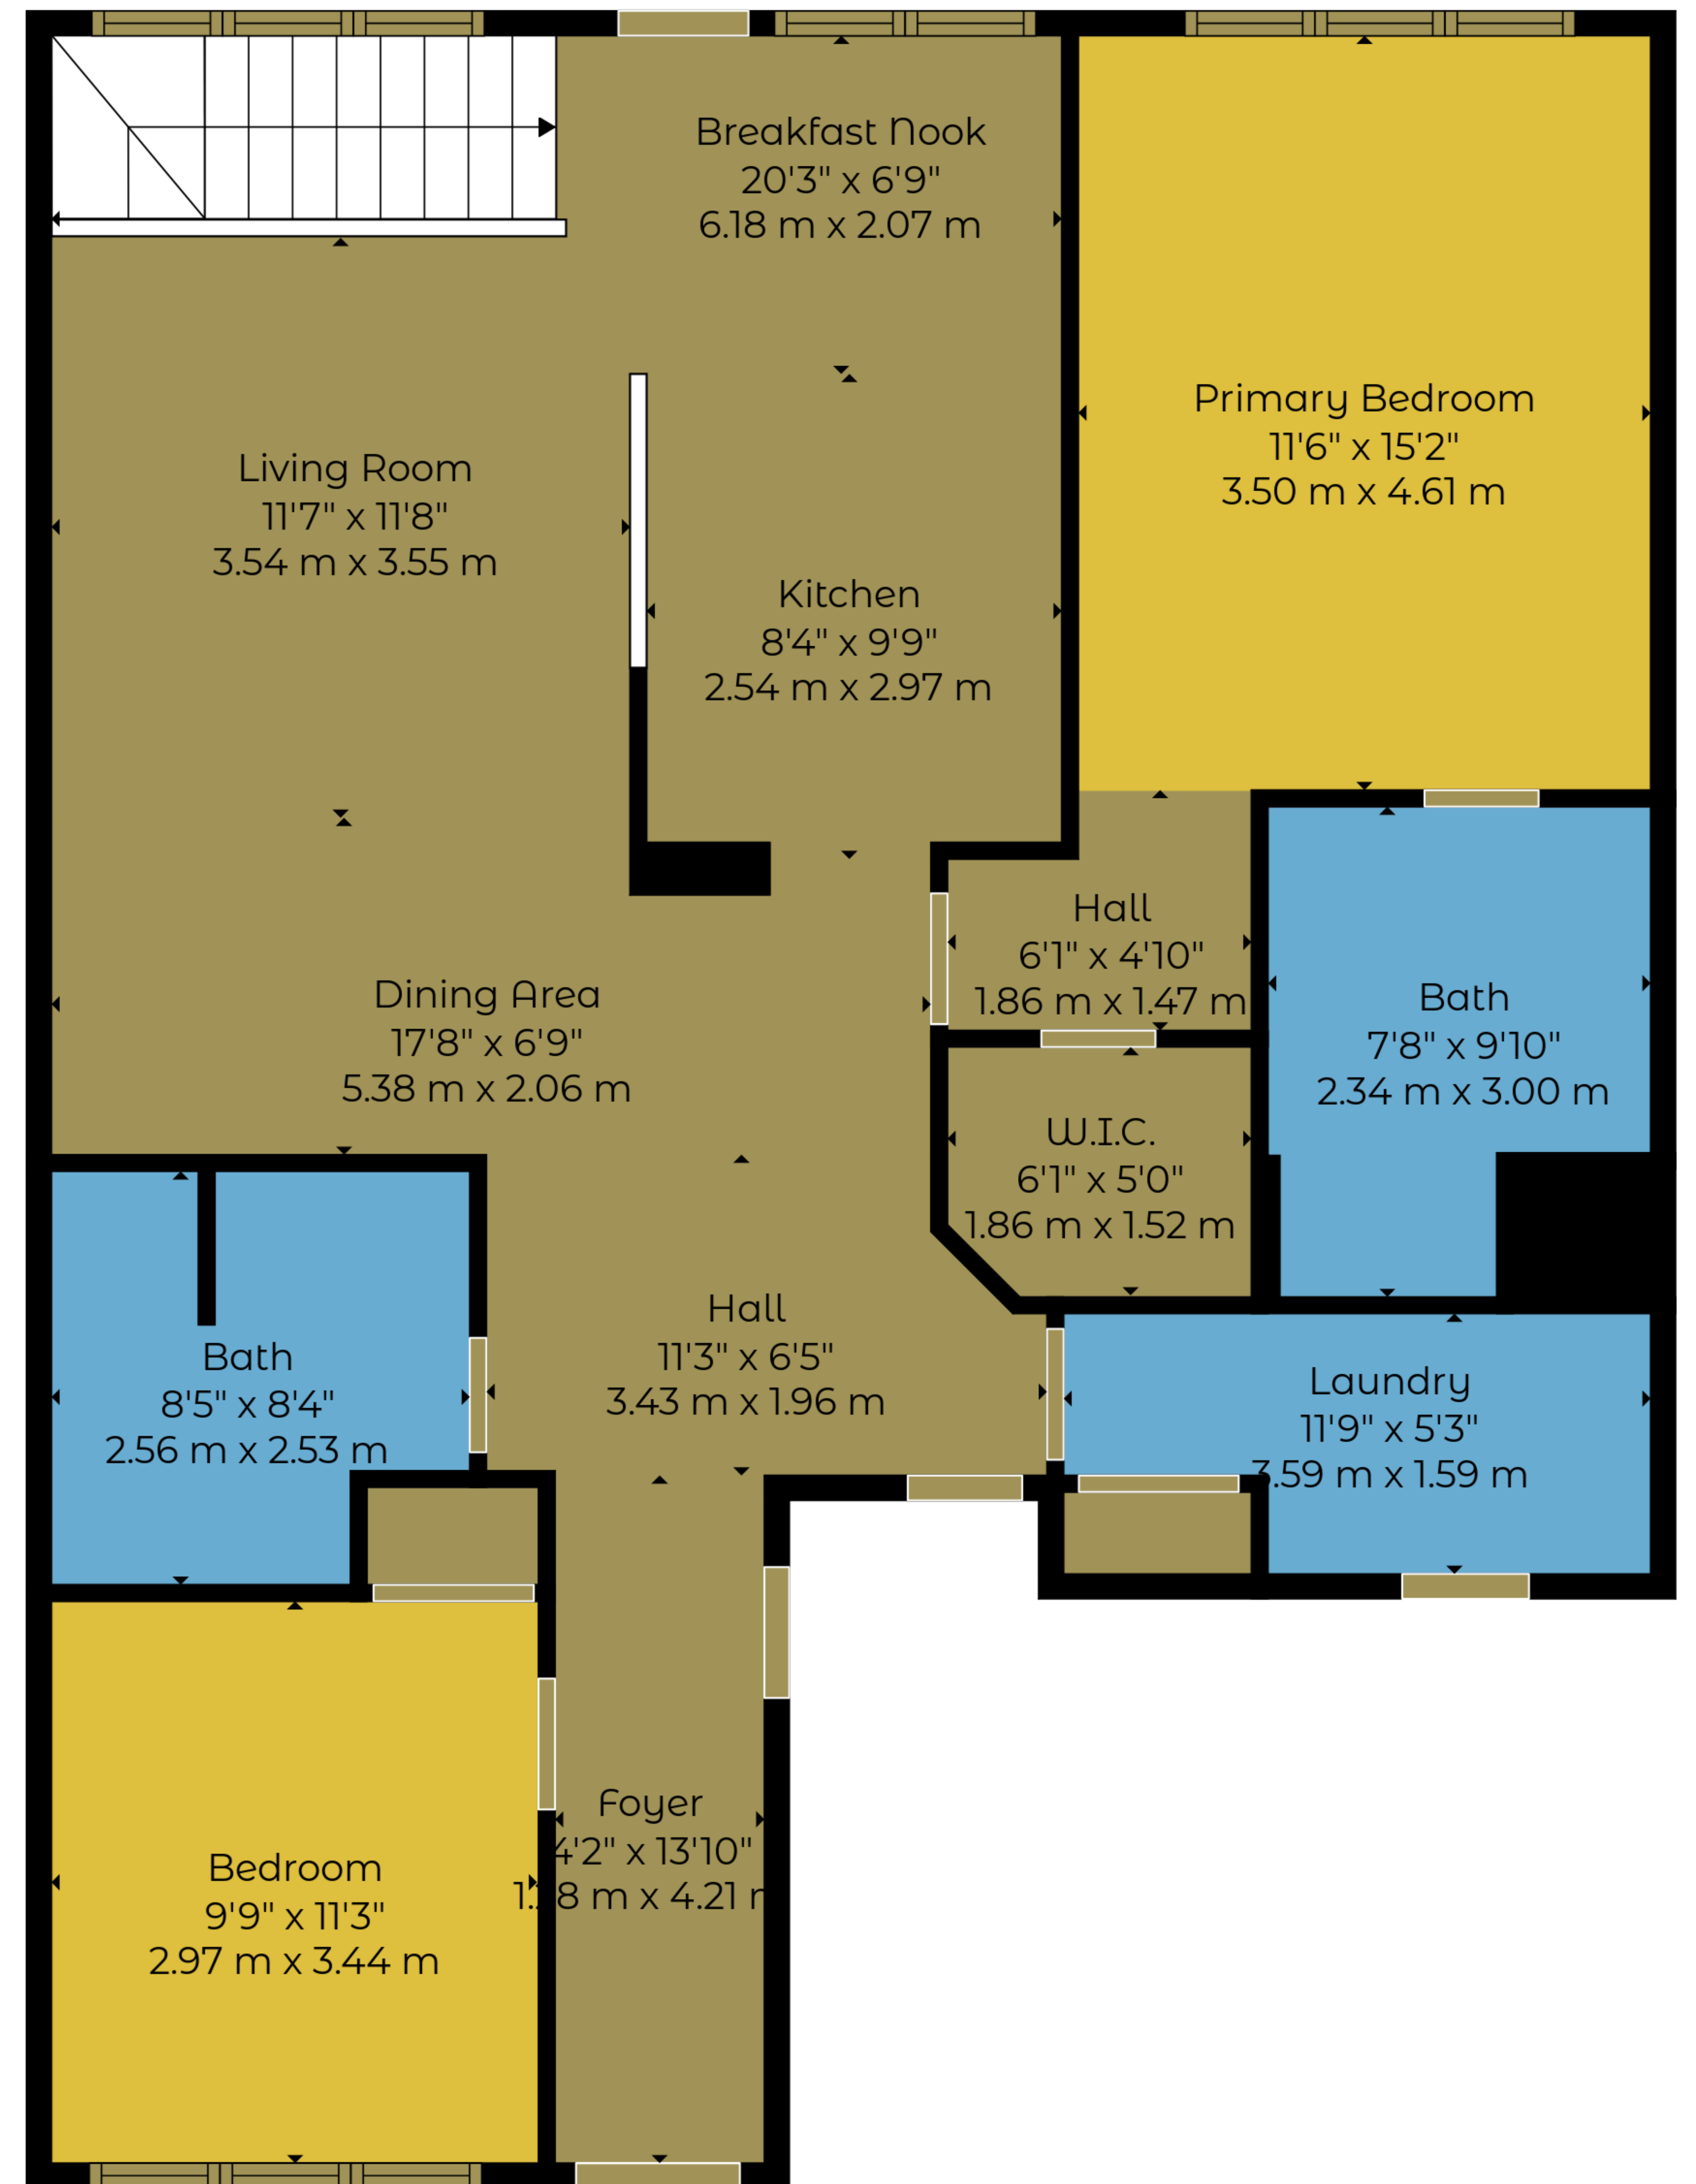 Breakfast Nook
20'3" x 6'9"
6.18 m x 2.07 m
Primary Bedroom
11'6" x 15'2"
3.50 m x 4.61 m
Living Room
11'7" x 11'8"
3.54 m x 3.55 m
Kitchen
8'4" x 9'9"
2.54 m x 2.97 m
Hall
6'1" x 4'10"
1.86 m x 1.47 m
Dining Area
17'8" x 6'9"
5.38 m x 2.06 m
Bath
7'8" x 9'10"
2.34 m x 3.00 m
W.I.C.
6'1" x 5'0"
1.86 m x 1.52 m
Hall
11'3" x 6'5"
3.43 m x 1.96 m
Bath
8'5" x 8'4"
2.56 m x 2.53 m
Laundry
11'9" x 5'3"
3.59 m x 1.59 m
Foyer
4'2" x 13'10"
m x 4.21
Bedroom
9'9" x 11'3"
2.97 m x 3.44 m